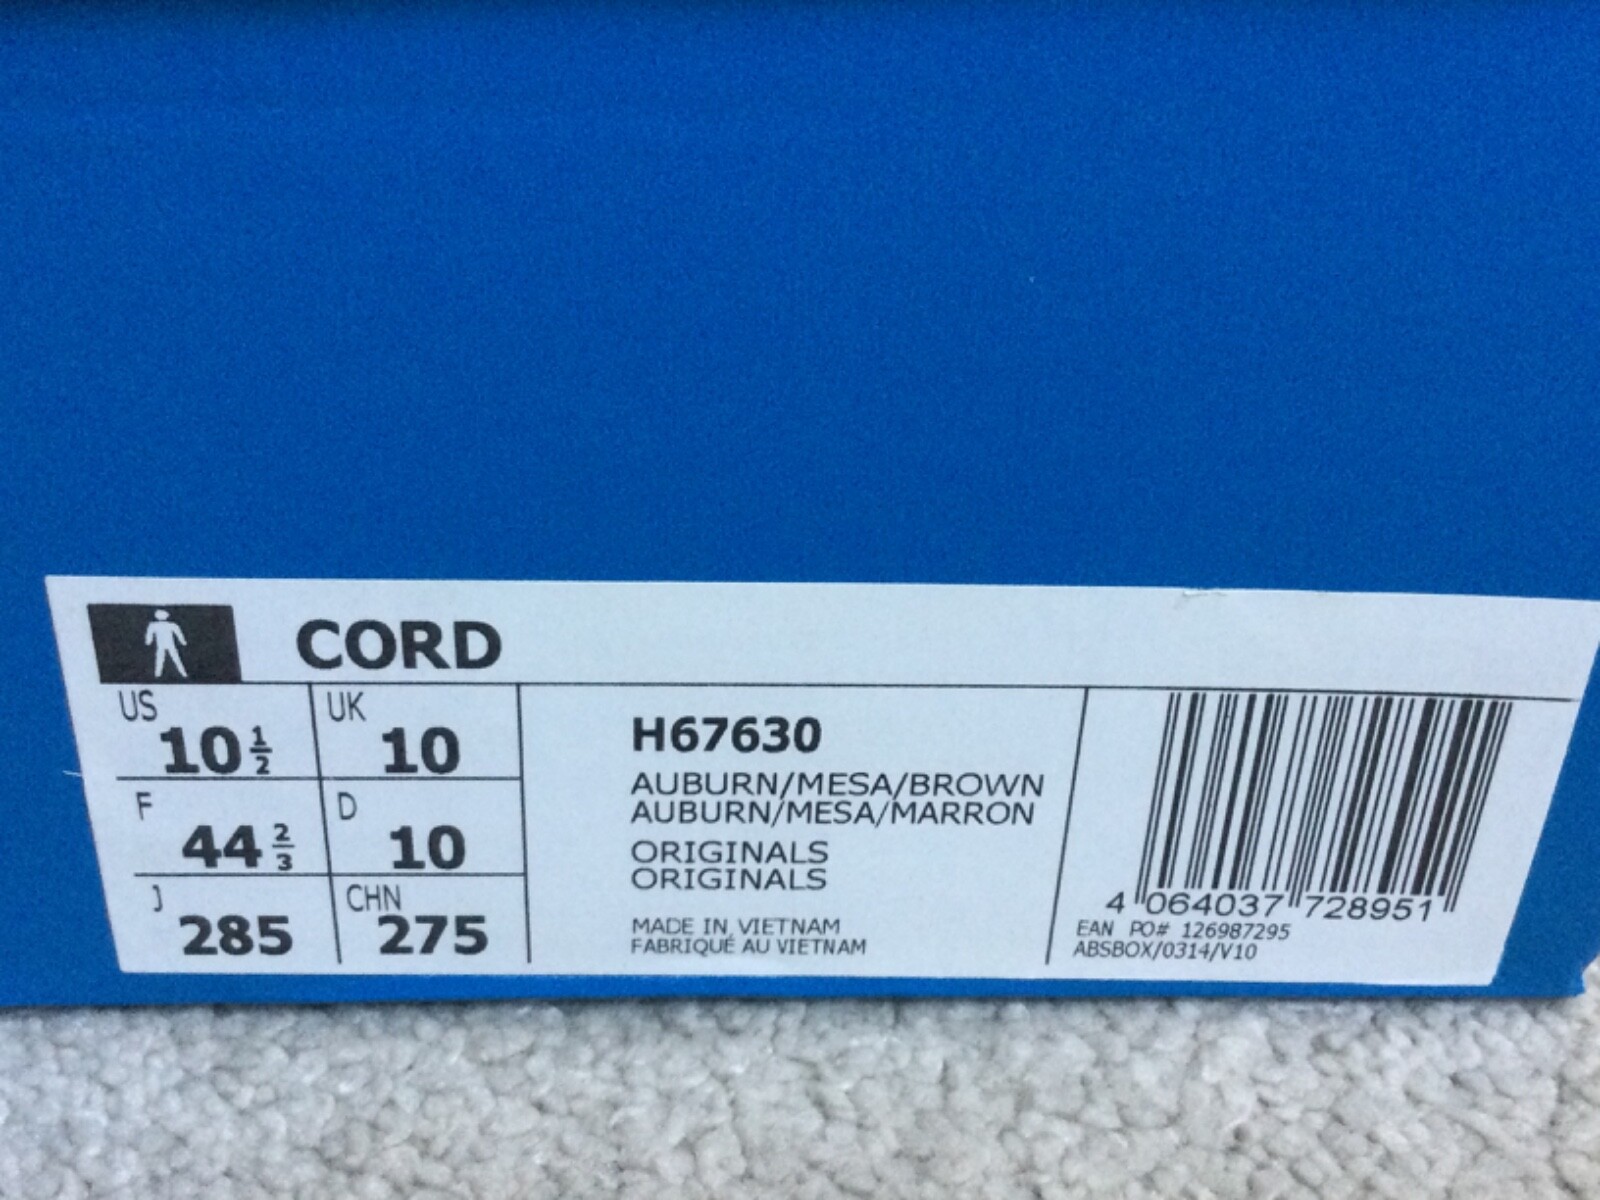 CORD
US 10 1/2
UK 10
F 44 2/3
D 10
J 285
CHN 275
H67630
AUBURN/MESA/BROWN
AUBURN/MESA/MARRON
ORIGINALS
ORIGINALS
MADE IN VIETNAM
FABRIQUÉ AU VIETNAM
4 064037 728951
EAN PO# 126987295
ABSBOX/0314/V10